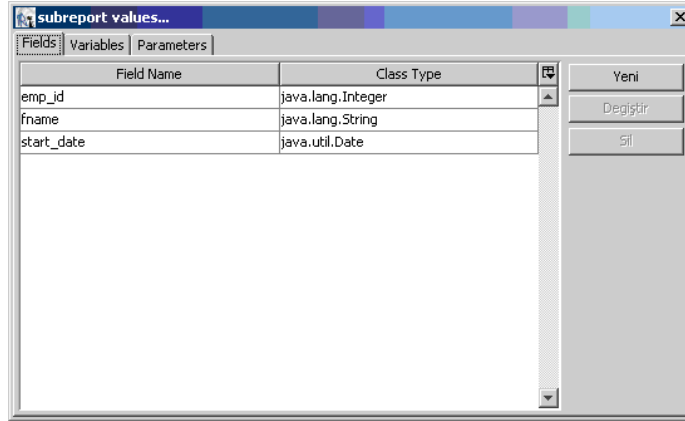 subreport values...
Fields Variables Parameters
Field Name Class Type
emp_id java.lang.Integer
fname java.lang.String
start_date java.util.Date
Yeni
Degiştir
Sil